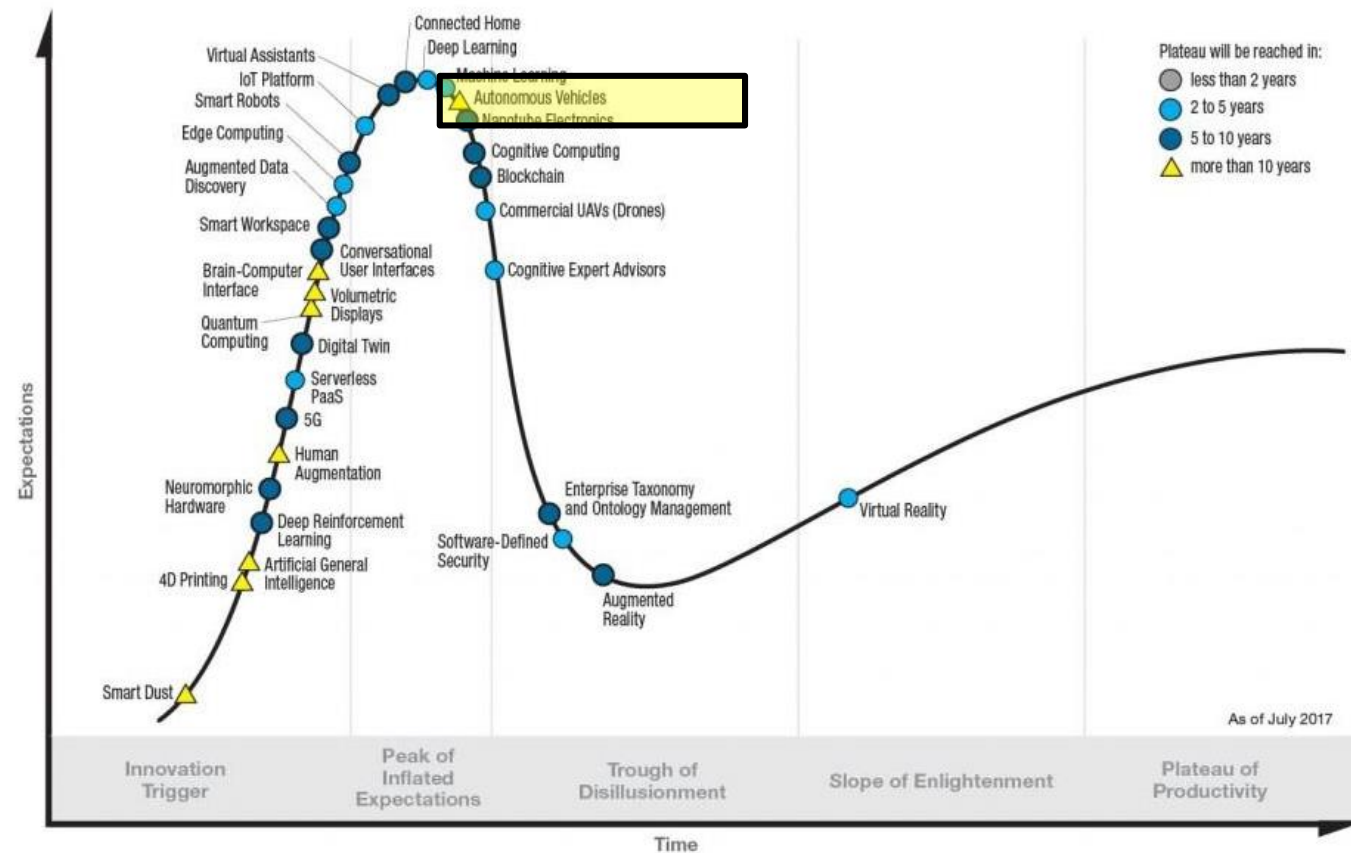 Connected Home
Deep Learning
Virtual Assistants
IoT Platform
Smart Robots
Edge Computing
Augmented Data
Discovery
Smart Workspace
Brain-Computer
Interface
Quantum
Computing
Neuromorphic
Hardware
4D Printing
Smart Dust
Machine Learning
Autonomous Vehicles
Nanotube Electronics
Cognitive Computing
Blockchain
Commercial UAVs (Drones)
Cognitive Expert Advisors
Conversational
User Interfaces
Volumetric
Displays
Digital Twin
Serverless
PaaS
5G
Human
Augmentation
Deep Reinforcement
Learning
Artificial General
Intelligence
Enterprise Taxonomy
and Ontology Management
Software-Defined
Security
Augmented
Reality
Virtual Reality
Plateau will be reached in:
less than 2 years
2 to 5 years
5 to 10 years
more than 10 years
As of July 2017
Expectations
Innovation
Trigger
Peak of
Inflated
Expectations
Trough of
Disillusionment
Slope of Enlightenment
Plateau of
Productivity
Time